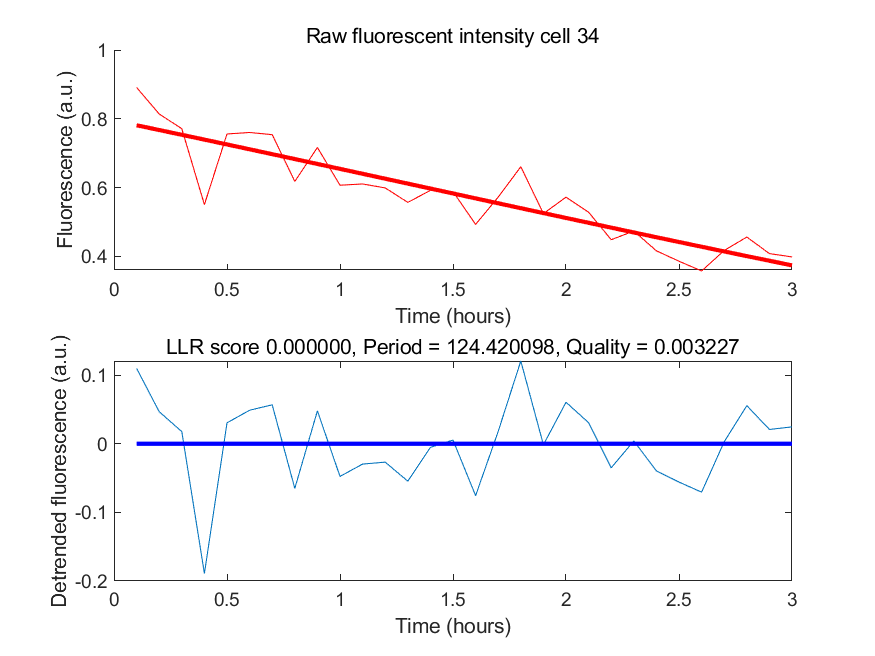 Raw fluorescent intensity cell 34
Fluorescence (a.u.)
1
0.8
0.6
0.4
0 0.5 1 1.5 2 2.5 3
Time (hours)
LLR score 0.000000, Period = 124.420098, Quality = 0.003227
Detrended fluorescence (a.u.)
0.1
0
-0.1
-0.2
0 0.5 1 1.5 2 2.5 3
Time (hours)